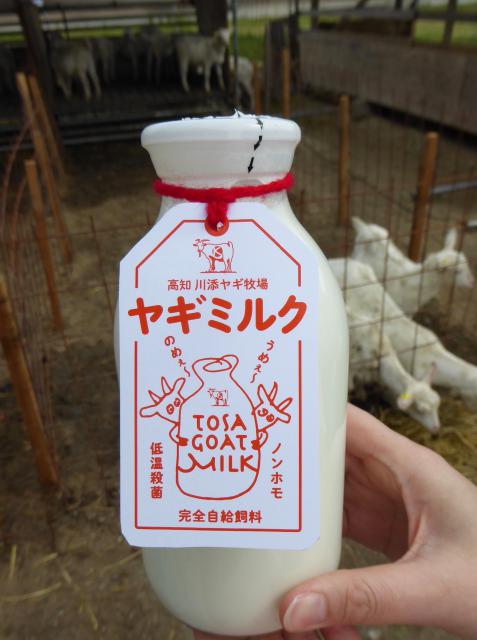 高知 川添ヤギ牧場
ヤギミルク
のめぇ〜
うめぇ〜
TOSA
GOAT
MILK
低温殺菌
ノンホモ
完全自給飼料